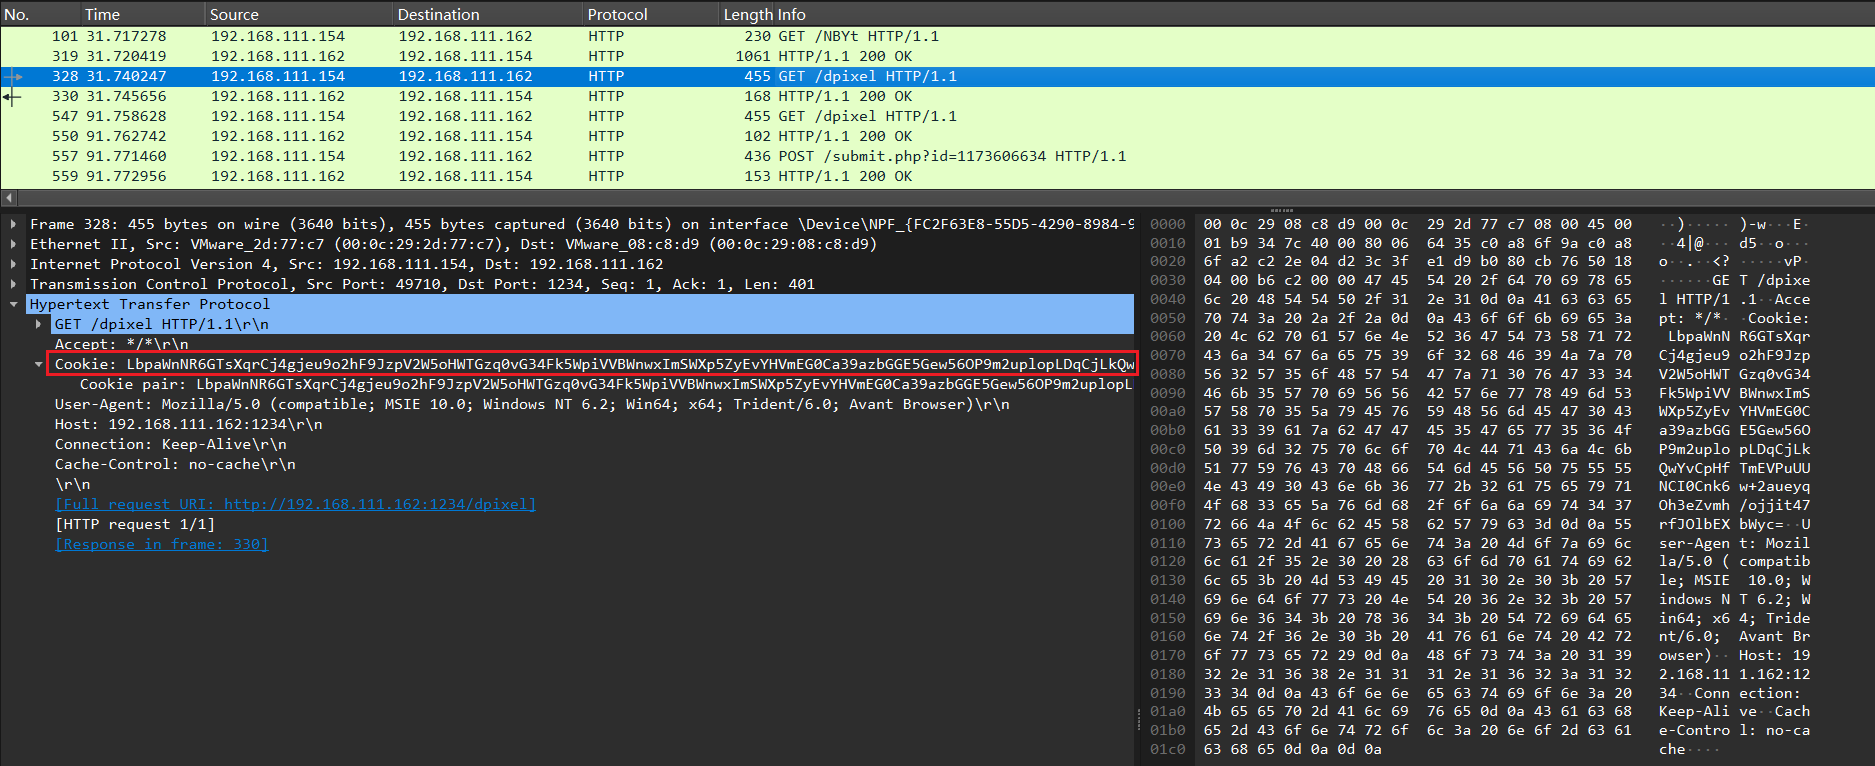 No. Time Source Destination Protocol Length Info
101 31.717278 192.168.111.154 192.168.111.162 HTTP 230 GET /NBYt HTTP/1.1
319 31.720419 192.168.111.162 192.168.111.154 HTTP 1061 HTTP/1.1 200 OK
328 31.740247 192.168.111.154 192.168.111.162 HTTP 455 GET /dpixel HTTP/1.1
330 31.745656 192.168.111.162 192.168.111.154 HTTP 168 HTTP/1.1 200 OK
547 91.758628 192.168.111.154 192.168.111.162 HTTP 455 GET /dpixel HTTP/1.1
550 91.762742 192.168.111.162 192.168.111.154 HTTP 102 HTTP/1.1 200 OK
557 91.771460 192.168.111.154 192.168.111.162 HTTP 436 POST /submit.php?id=1173606634 HTTP/1.1
559 91.772956 192.168.111.162 192.168.111.154 HTTP 153 HTTP/1.1 200 OK
Frame 328: 455 bytes on wire (3640 bits), 455 bytes captured (3640 bits) on interface \Device\NPF_{FC2F63E8-55D5-4290-8984-9
Ethernet II, Src: VMware_2d:77:c7 (00:0c:29:2d:77:c7), Dst: VMware_08:c8:d9 (00:0c:29:08:c8:d9)
Internet Protocol Version 4, Src: 192.168.111.154, Dst: 192.168.111.162
Transmission Control Protocol, Src Port: 49710, Dst Port: 1234, Seq: 1, Ack: 1, Len: 401
Hypertext Transfer Protocol
GET /dpixel HTTP/1.1\r\n
Accept: */*\r\n
Cookie: LbpaWnNR6GTsXqrCj4gjeu9o2hF9JzpV2W5oHWTGzq0vG34Fk5WpiVVBWnwxImSWXp5ZyEvYHVmEG0Ca39azbGGE5Gew56OP9m2uplopLDqCjLkQw
Cookie pair: LbpaWnNR6GTsXqrCj4gjeu9o2hF9JzpV2W5oHWTGzq0vG34Fk5WpiVVBWnwxImSWXp5ZyEvYHVmEG0Ca39azbGGE5Gew56OP9m2uplopL
User-Agent: Mozilla/5.0 (compatible; MSIE 10.0; Windows NT 6.2; Win64; x64; Trident/6.0; Avant Browser)\r\n
Host: 192.168.111.162:1234\r\n
Connection: Keep-Alive\r\n
Cache-Control: no-cache\r\n
\r\n
[Full request URI: http://192.168.111.162:1234/dpixel]
[HTTP request 1/1]
[Response in frame: 330]
0000 00 0c 29 08 c8 d9 00 0c 29 2d 77 c7 08 00 45 00 ··)····· )-w···E·
0010 01 b9 34 7c 40 00 80 06 64 35 c0 a8 6f 9a c0 a8 ··4|@··· d5··o···
0020 6f a2 c2 2e 04 d2 3c 3f e1 d9 b0 80 cb 76 50 18 o··.··<? ·····vP·
0030 04 00 b6 c2 00 00 47 45 54 20 2f 64 70 69 78 65 ······GE T /dpixe
0040 6c 20 48 54 54 50 2f 31 2e 31 0d 0a 41 63 63 65 l HTTP/1 .1··Acce
0050 70 74 3a 20 2a 2f 2a 0d 0a 43 6f 6f 6b 69 65 3a pt: */*· ·Cookie:
0060 20 4c 62 70 61 57 6e 4e 52 36 47 54 73 58 71 72 LbpaWnN R6GTsXqr
0070 43 6a 34 67 6a 65 75 39 6f 32 68 46 39 4a 7a 70 Cj4gjeu9 o2hF9Jzp
0080 56 32 57 35 6f 48 57 54 47 7a 71 30 76 47 33 34 V2W5oHWT Gzq0vG34
0090 46 6b 35 57 70 69 56 56 42 57 6e 77 78 49 6d 53 Fk5WpiVV BWnwxImS
00a0 57 58 70 35 5a 79 45 76 59 48 56 6d 45 47 30 43 WXp5ZyEv YHVmEG0C
00b0 61 33 39 61 7a 62 47 47 45 35 47 65 77 35 36 4f a39azbGG E5Gew56O
00c0 50 39 6d 32 75 70 6c 6f 70 4c 44 71 43 6a 4c 6b P9m2uplo pLDqCjLk
00d0 51 77 59 76 43 70 48 66 54 6d 45 56 50 75 55 55 QwYvCpHf TmEVPuUU
00e0 4e 43 49 30 43 6e 6b 36 77 2b 32 61 75 65 79 71 NCI0Cnk6 w+2aueyq
00f0 4f 68 33 65 5a 76 6d 68 2f 6f 6a 6a 69 74 34 37 Oh3eZvmh /ojjit47
0100 72 66 4a 4f 6c 62 45 58 62 57 79 63 3d 0d 0a 55 rfJOlbEX bWyc=··U
0110 73 65 72 2d 41 67 65 6e 74 3a 20 4d 6f 7a 69 6c ser-Agen t: Mozil
0120 6c 61 2f 35 2e 30 20 28 63 6f 6d 70 61 74 69 62 la/5.0 ( compatib
0130 6c 65 3b 20 4d 53 49 45 20 31 30 2e 30 3b 20 57 le; MSIE 10.0; W
0140 69 6e 64 6f 77 73 20 4e 54 20 36 2e 32 3b 20 57 indows N T 6.2; W
0150 69 6e 36 34 3b 20 78 36 34 3b 20 54 72 69 64 65 in64; x6 4; Tride
0160 6e 74 2f 36 2e 30 3b 20 41 76 61 6e 74 20 42 72 nt/6.0; Avant Br
0170 6f 77 73 65 72 29 0d 0a 48 6f 73 74 3a 20 31 39 owser)·· Host: 19
0180 32 2e 31 36 38 2e 31 31 31 2e 31 36 32 3a 31 32 2.168.11 1.162:12
0190 33 34 0d 0a 43 6f 6e 6e 65 63 74 69 6f 6e 3a 20 34··Conn ection:
01a0 4b 65 65 70 2d 41 6c 69 76 65 0d 0a 43 61 63 68 Keep-Ali ve··Cach
01b0 65 2d 43 6f 6e 74 72 6f 6c 3a 20 6e 6f 2d 63 61 e-Contro l: no-ca
01c0 63 68 65 0d 0a 0d 0a che····